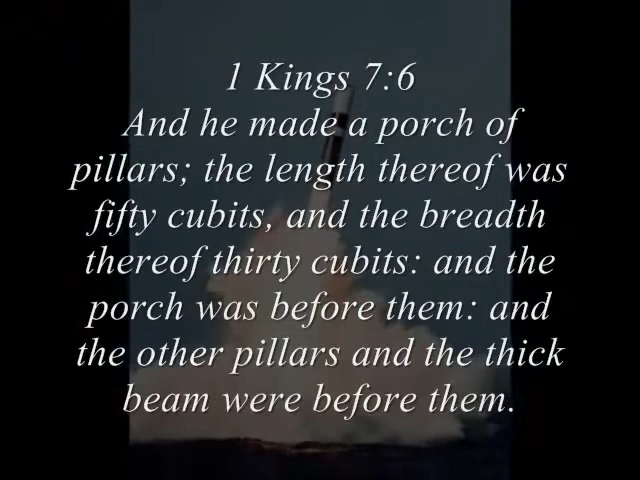 1 Kings 7:6
And he made a porch of
pillars; the length thereof was
fifty cubits, and the breadth
thereof thirty cubits: and the
porch was before them: and
the other pillars and the thick
beam were before them.